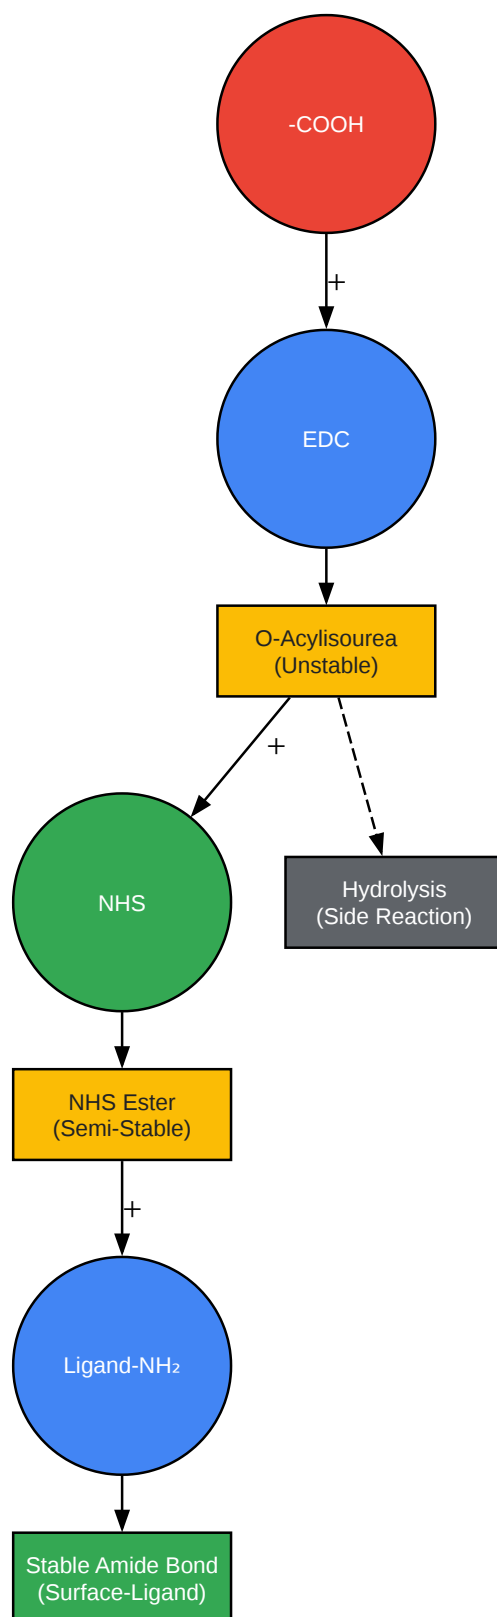 -COOH
+
EDC
O-Acylisourea
(Unstable)
+
NHS
Hydrolysis
(Side Reaction)
NHS Ester
(Semi-Stable)
+
Ligand-NH₂
Stable Amide Bond
(Surface-Ligand)